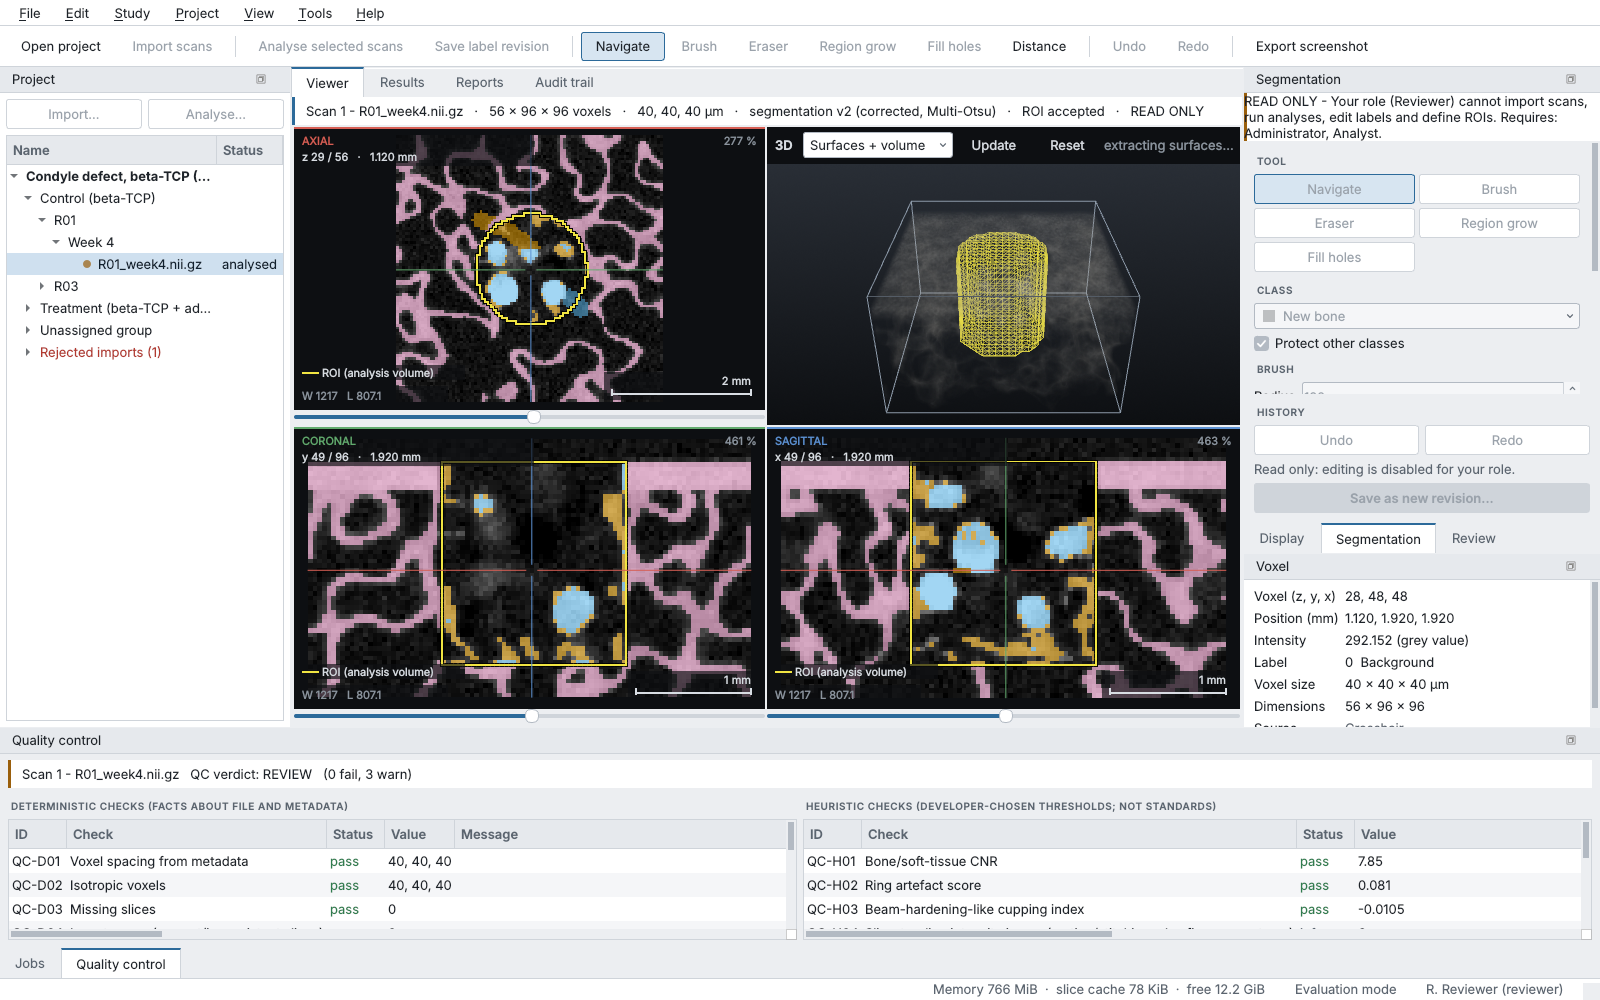 File Edit Study Project View Tools Help
Open project Import scans Analyse selected scans Save label revision Navigate Brush Eraser Region grow Fill holes Distance Undo Redo Export screenshot
Project
Import... Analyse...
Name Status
Condyle defect, beta-TCP (...
Control (beta-TCP)
R01
Week 4
R01_week4.nii.gz analysed
R03
Treatment (beta-TCP + ad...
Unassigned group
Rejected imports (1)
Viewer Results Reports Audit trail
Scan 1 - R01_week4.nii.gz · 56 × 96 × 96 voxels · 40, 40, 40 µm · segmentation v2 (corrected, Multi-Otsu) · ROI accepted · READ ONLY
AXIAL 277 %
z 29 / 56 · 1.120 mm
ROI (analysis volume)
2 mm
W 1217 L 807.1
3D Surfaces + volume Update Reset extracting surfaces...
CORONAL 461 %
y 49 / 96 · 1.920 mm
ROI (analysis volume)
1 mm
W 1217 L 807.1
SAGITTAL 463 %
x 49 / 96 · 1.920 mm
ROI (analysis volume)
1 mm
W 1217 L 807.1
Segmentation
READ ONLY - Your role (Reviewer) cannot import scans,
run analyses, edit labels and define ROIs. Requires:
Administrator, Analyst.
TOOL
Navigate Brush
Eraser Region grow
Fill holes
CLASS
New bone
Protect other classes
BRUSH
HISTORY
Undo Redo
Read only: editing is disabled for your role.
Save as new revision...
Display Segmentation Review
Voxel
Voxel (z, y, x) 28, 48, 48
Position (mm) 1.120, 1.920, 1.920
Intensity 292.152 (grey value)
Label 0 Background
Voxel size 40 × 40 × 40 µm
Dimensions 56 × 96 × 96
Quality control
Scan 1 - R01_week4.nii.gz QC verdict: REVIEW (0 fail, 3 warn)
DETERMINISTIC CHECKS (FACTS ABOUT FILE AND METADATA)
ID Check Status Value Message
QC-D01 Voxel spacing from metadata pass 40, 40, 40
QC-D02 Isotropic voxels pass 40, 40, 40
QC-D03 Missing slices pass 0
HEURISTIC CHECKS (DEVELOPER-CHOSEN THRESHOLDS; NOT STANDARDS)
ID Check Status Value
QC-H01 Bone/soft-tissue CNR pass 7.85
QC-H02 Ring artefact score pass 0.081
QC-H03 Beam-hardening-like cupping index pass -0.0105
Jobs Quality control
Memory 766 MiB · slice cache 78 KiB · free 12.2 GiB Evaluation mode R. Reviewer (reviewer)